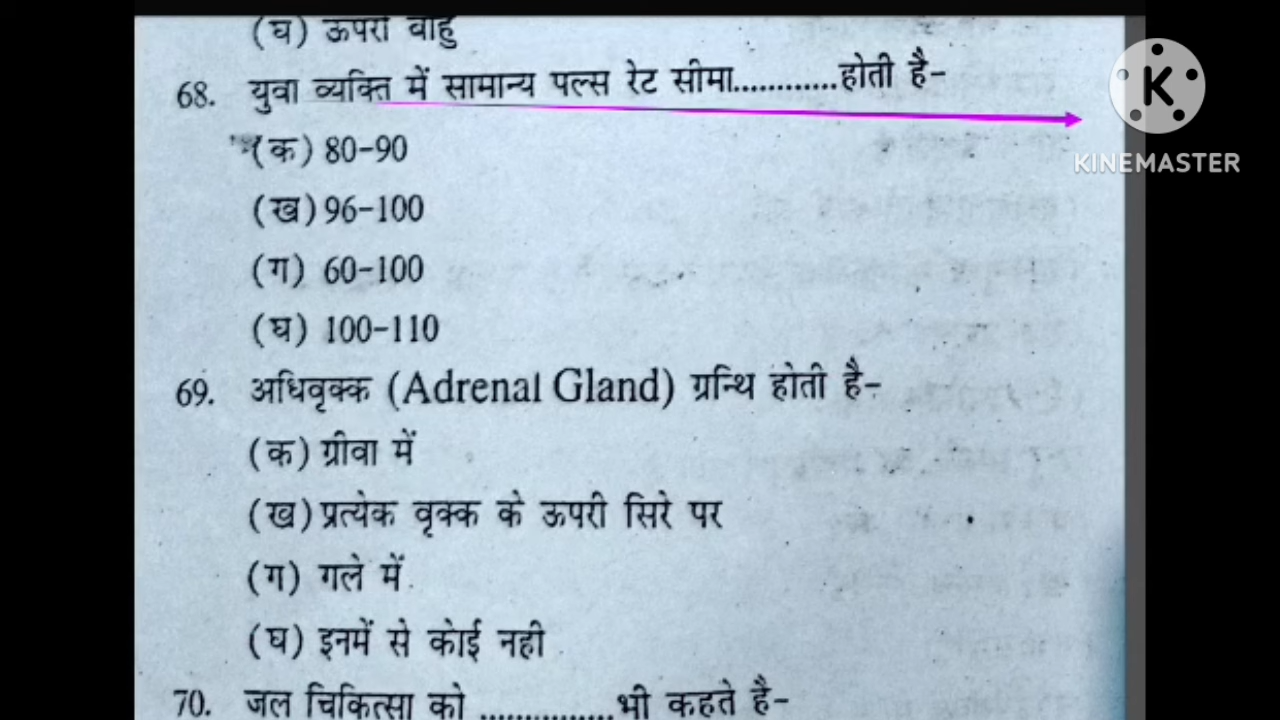 (घ) ऊपरी बाहु
68. युवा व्यक्ति में सामान्य पल्स रेट सीमा............होती है-
(क) 80-90
(ख) 96-100
(ग) 60-100
(घ) 100-110
69. अधिवृक्क (Adrenal Gland) ग्रन्थि होती है-
(क) ग्रीवा में
(ख) प्रत्येक वृक्क के ऊपरी सिरे पर
(ग) गले में
(घ) इनमें से कोई नही
70. जल चिकित्सा को ...............भी कहते है-
K
KINEMASTER